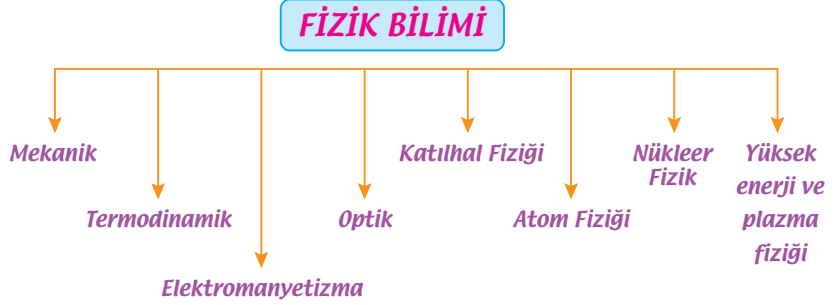 FİZİK BİLİMİ
Mekanik
Termodinamik
Elektromanyetizma
Optik
Katılhal Fiziği
Atom Fiziği
Nükleer
Fizik
Yüksek
enerji ve
plazma
fiziği